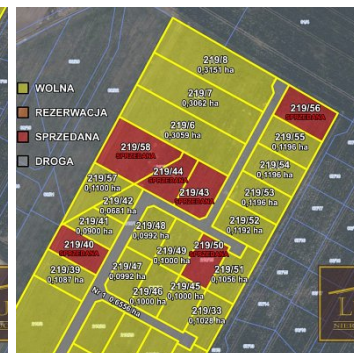 WOLNA
REZERWACJA
SPRZEDANA
DROGA
219/8
0,3151 ha
219/7
0,3062 ha
219/6
0,3059 ha
219/56
SPRZEDANA
219/55
0,1196 ha
219/54
0,1196 ha
219/53
0,1196 ha
219/52
0,1192 ha
219/58
SPRZEDANA
219/44
SPRZEDANA
219/43
SPRZEDANA
219/57
0,1100 ha
219/42
0,0681 ha
219/41
0,0900 ha
219/40
SPRZEDANA
219/39
0,1087 ha
219/48
0,0992 ha
219/49
0,1000 ha
219/50
SPRZEDANA
219/51
0,1056 ha
219/47
0,0992 ha
219/46
0,1000 ha
219/45
0,1000 ha
219/33
0,1028 ha